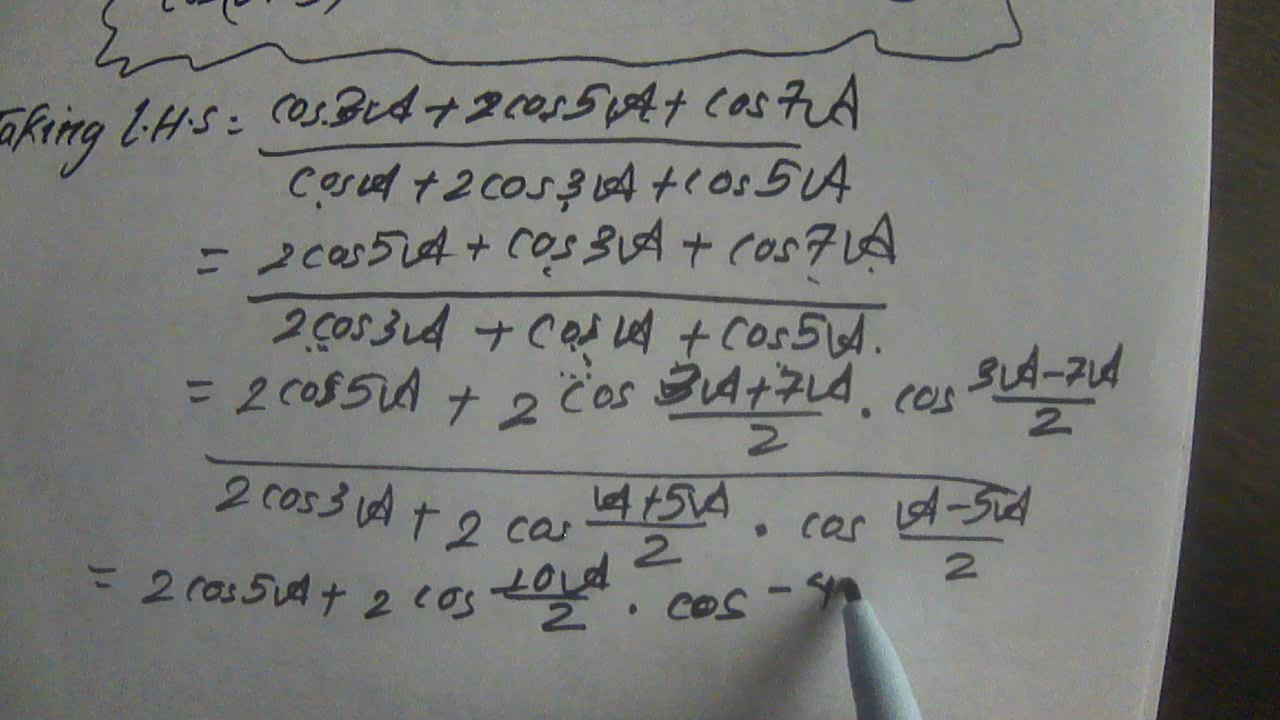 Taking L.H.S = cos3A + 2cos5A + cos7A
cosA + 2cos3A + cos5A
= 2cos5A + cos3A + cos7A
2cos3A + cosA + cos5A.
= 2cos5A + 2 cos 3A+7A/2 . cos 3A-7A/2
2cos3A + 2 cos A+5A/2 . cos A-5A/2
= 2cos5A + 2 cos 10A/2 . cos -4